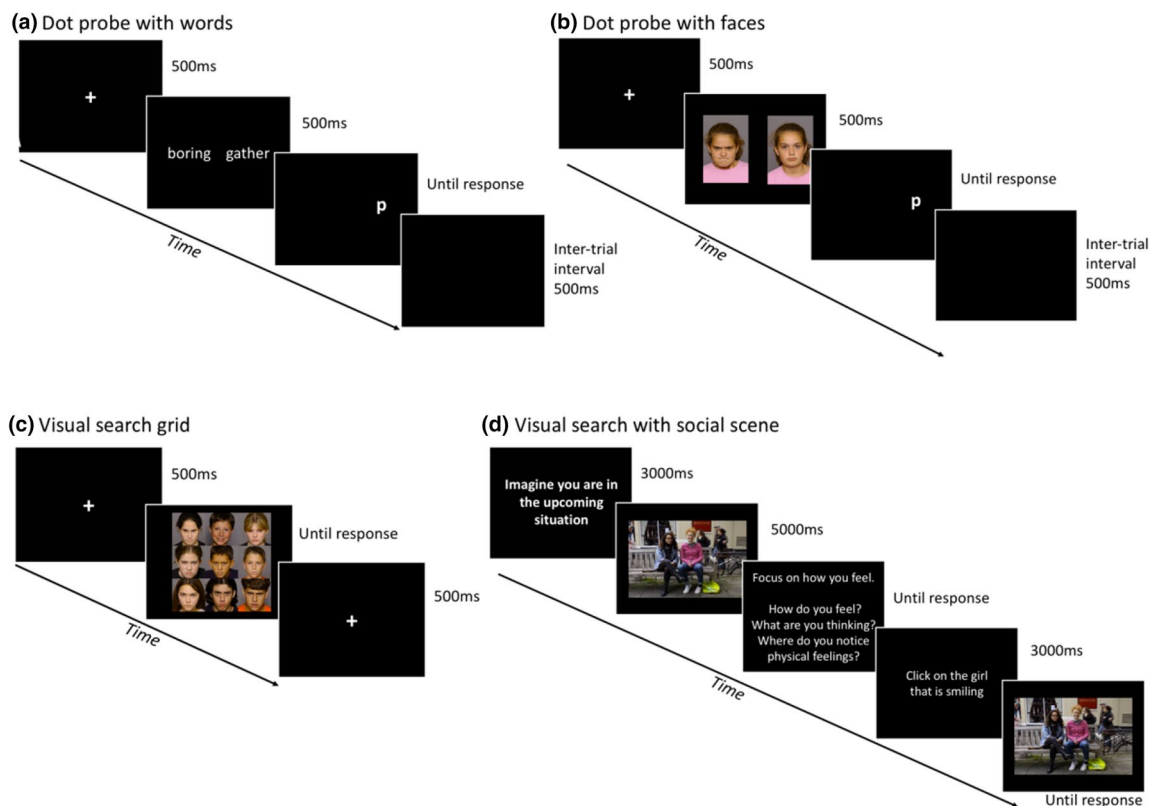 (a) Dot probe with words
500ms
+
500ms
boring gather
Until response
p
Inter-trial
interval
500ms
Time
(b) Dot probe with faces
500ms
+
500ms
Until response
p
Inter-trial
interval
500ms
Time
(c) Visual search grid
500ms
+
Until response
500ms
+
Time
(d) Visual search with social scene
3000ms
Imagine you are in
the upcoming
situation
5000ms
Focus on how you feel.
How do you feel?
What are you thinking?
Where do you notice
physical feelings?
Until response
3000ms
Click on the girl
that is smiling
Time
Until response